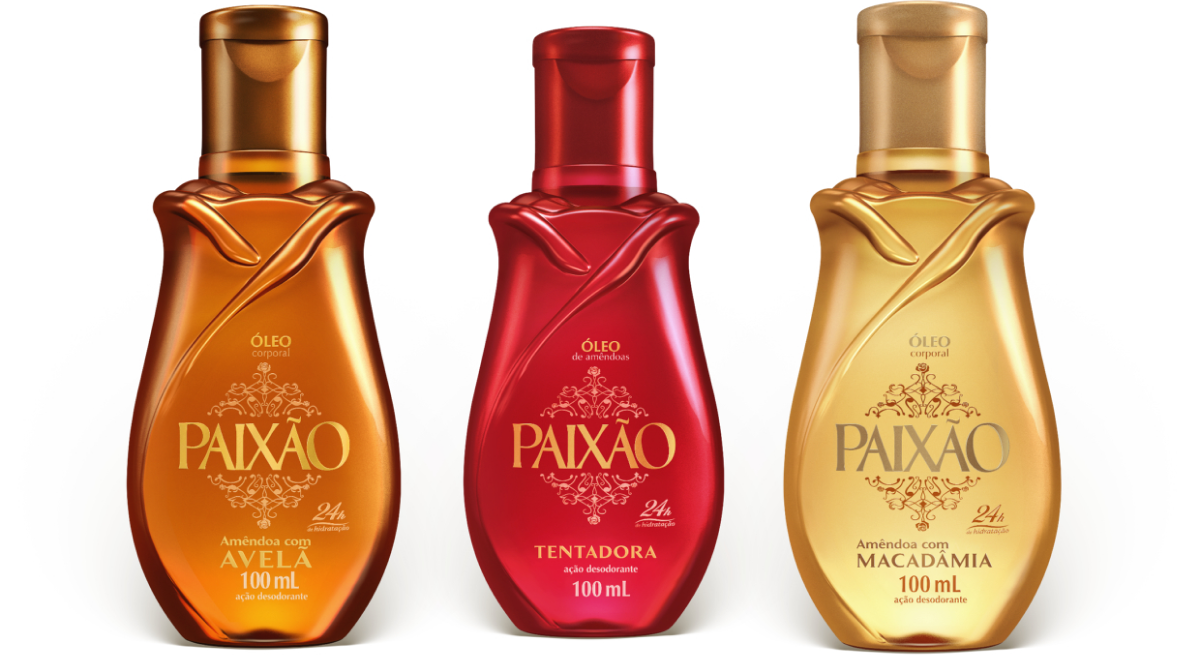 ÓLEO
corporal
PAIXÃO
24h
de hidratação
Amêndoa com
AVELÃ
100 mL
ação desodorante
ÓLEO
de amêndoas
PAIXÃO
24h
de hidratação
TENTADORA
ação desodorante
100 mL
ÓLEO
corporal
PAIXÃO
24h
de hidratação
Amêndoa com
MACADÂMIA
100 mL
ação desodorante